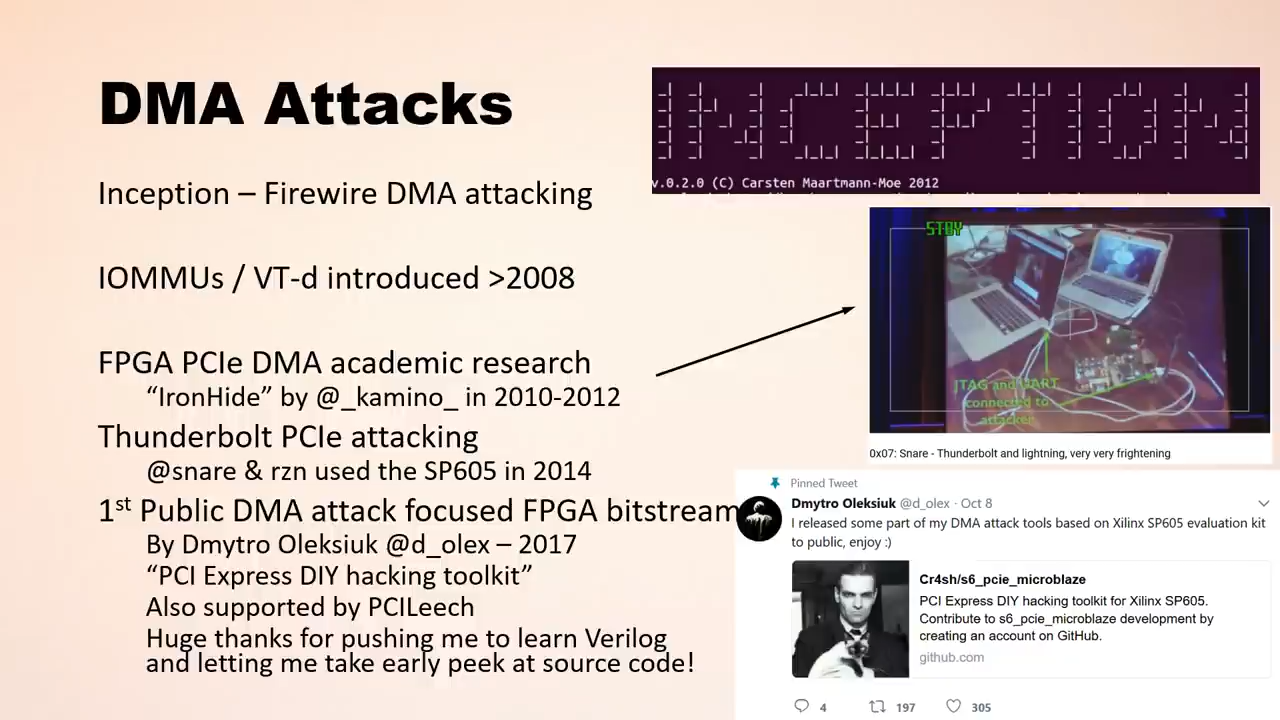 DMA Attacks
Inception – Firewire DMA attacking
IOMMUs / VT-d introduced >2008
FPGA PCIe DMA academic research
“IronHide” by @_kamino_ in 2010-2012
Thunderbolt PCIe attacking
@snare & rzn used the SP605 in 2014
1st Public DMA attack focused FPGA bitstream
By Dmytro Oleksiuk @d_olex – 2017
“PCI Express DIY hacking toolkit”
Also supported by PCILeech
Huge thanks for pushing me to learn Verilog
and letting me take early peek at source code!
INCEPTION
v.0.2.0 (C) Carsten Maartmann-Moe 2012
STBY
JTAG and UART
connected to
attacker
0x07: Snare - Thunderbolt and lightning, very very frightening
Pinned Tweet
Dmytro Oleksiuk @d_olex · Oct 8
I released some part of my DMA attack tools based on Xilinx SP605 evaluation kit
to public, enjoy :)
Cr4sh/s6_pcie_microblaze
PCI Express DIY hacking toolkit for Xilinx SP605.
Contribute to s6_pcie_microblaze development by
creating an account on GitHub.
github.com
4 197 305